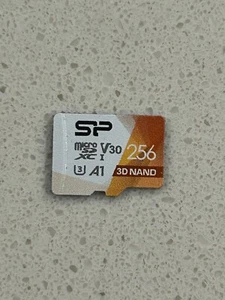 SP
micro SD XC I V30 256
U3 A1 3D NAND